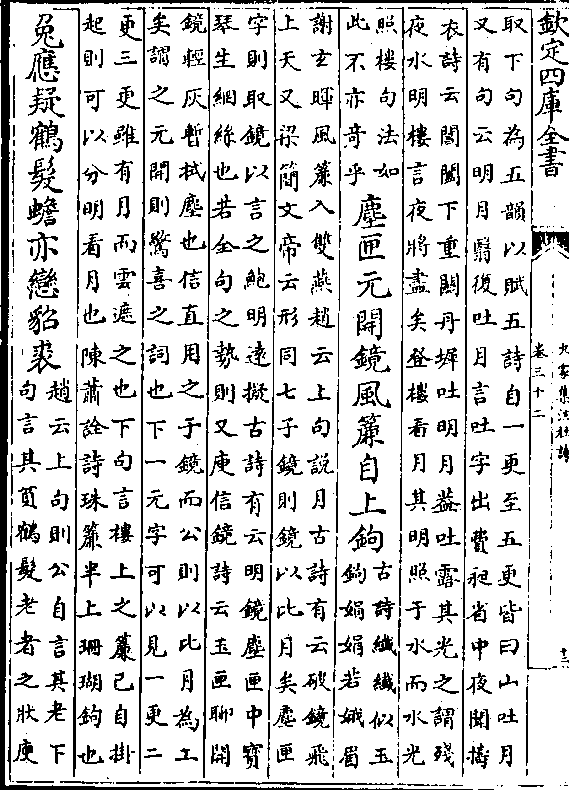 欽定四庫全書
九家集注杜詩
卷三十二
十二
取下句為五韻以賦五詩自一更至五更皆曰山吐月
又有句云明月翳復吐月言吐字出費昶省中夜聞擣
衣詩云閶闔下重關丹墀吐明月葢吐露其光之謂殘
夜水明樓言夜將盡矣登樓看月其明照于水而水光
照樓句法如
此不亦竒乎
塵匣元開鏡風簾自上鉤
古詩纎纎似玉
鉤娟娟若娥眉
謝玄暉風簾入雙燕趙云上句說月古詩有云破鏡飛
上天又梁簡文帝云形同七子鏡則鏡以比月矣塵匣
字則取鏡以言之鮑明逺擬古詩有云明鏡塵匣中寳
琴生網絲也若全句之勢則又庾信鏡詩云玉匣聊開
鏡輕灰暫拭塵也信直用之于鏡而公則以比月為工
矣謂之元開則驚喜之詞也下一元字可以見一更二
更三更雖有月而雲遮之也下句言樓上之簾已自掛
起則可以分明看月也陳蕭詮詩珠簾半上珊瑚鉤也
兔應疑鶴髮蟾亦戀貂裘
趙云上句則公自言其老下
句言其貧鶴髮老者之狀庾